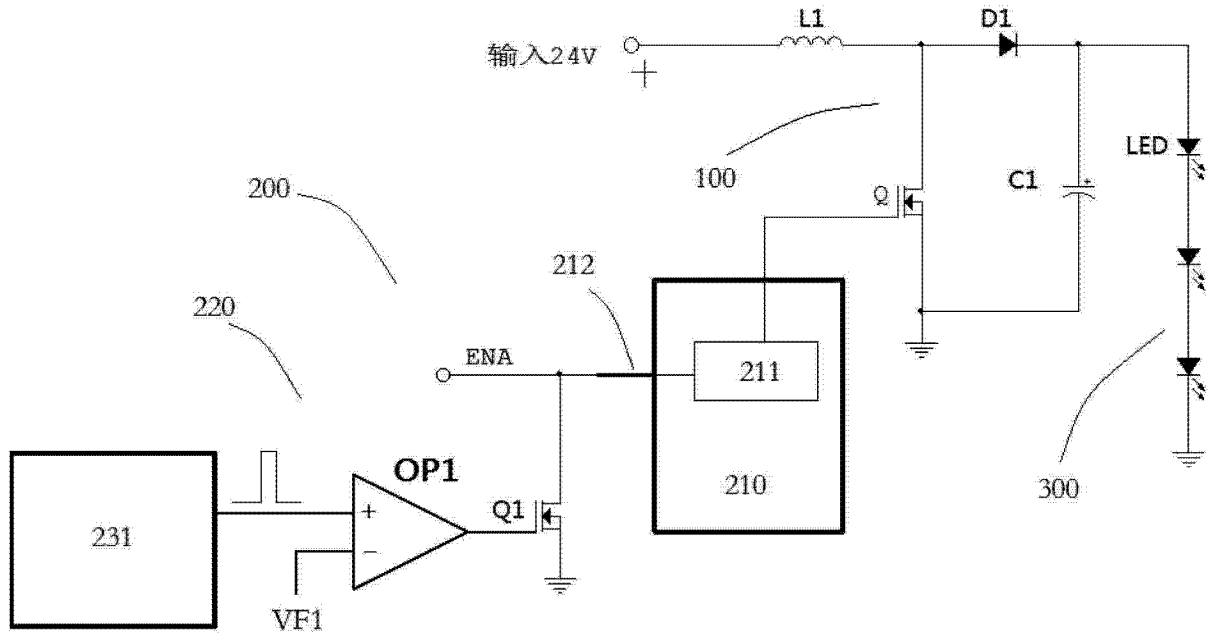 L1
D1
输入24V
+
LED
100
200
Q
C1
212
220
ENA
211
OP1
300
210
Q1
+
231
−
VF1